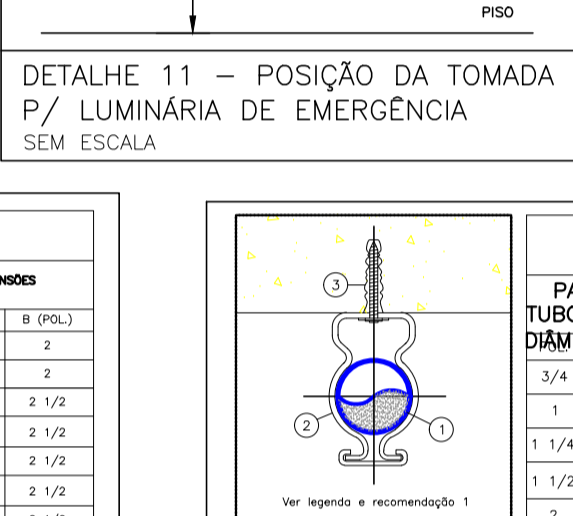 PISO
DETALHE 11 – POSIÇÃO DA TOMADA
P/ LUMINÁRIA DE EMERGÊNCIA
SEM ESCALA
NSÕES
B (POL.)
2
2
2 1/2
2 1/2
2 1/2
2 1/2
3
2
1
Ver legenda e recomendação 1
PA
TUBO
DIÂM
POL.
3/4
1
1 1/4
1 1/2
2